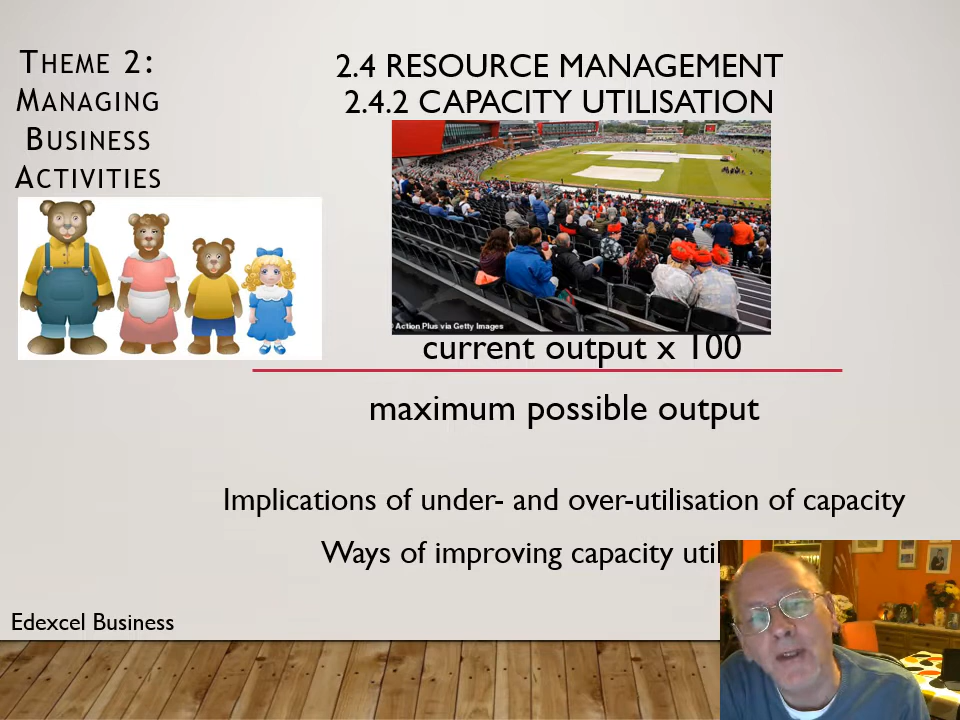 THEME 2:
MANAGING
BUSINESS
ACTIVITIES
2.4 RESOURCE MANAGEMENT
2.4.2 CAPACITY UTILISATION
Action Plus via Getty Images
current output x 100
maximum possible output
Implications of under- and over-utilisation of capacity
Ways of improving capacity
Edexcel Business